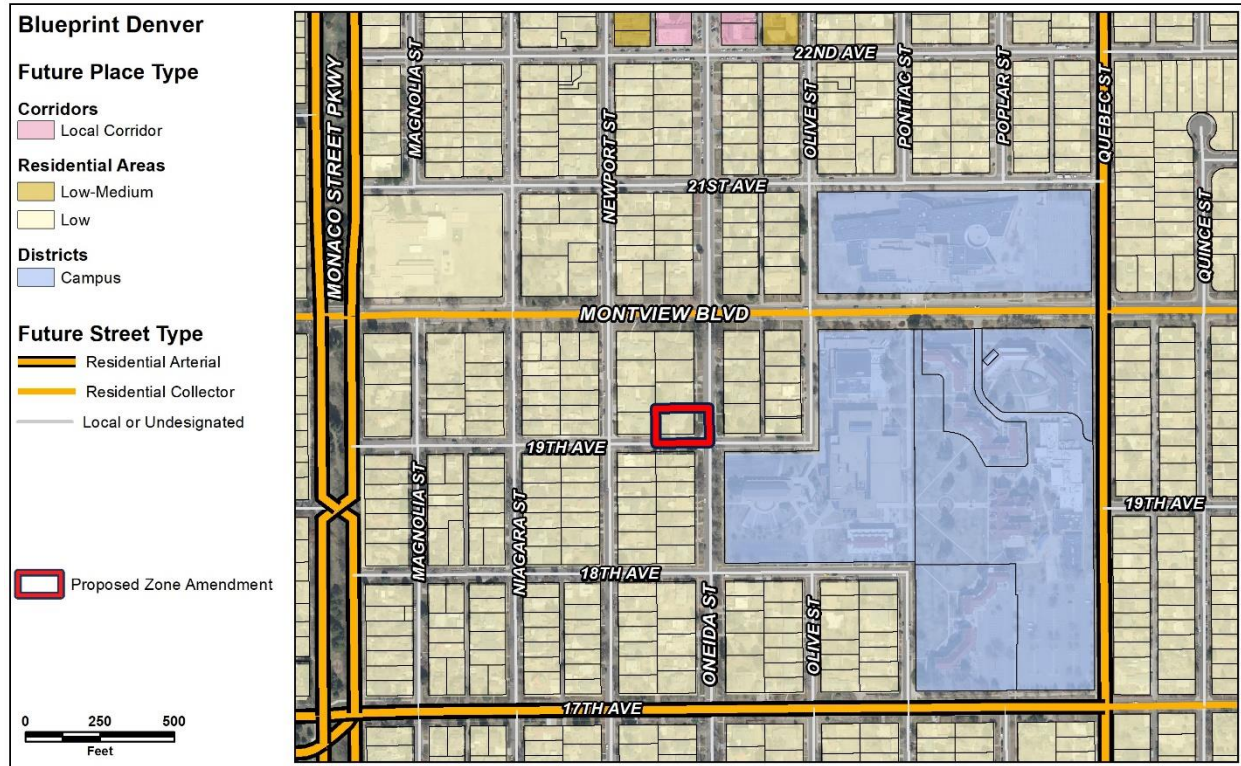 Blueprint Denver
Future Place Type
Corridors
Local Corridor
Residential Areas
Low-Medium
Low
Districts
Campus
Future Street Type
Residential Arterial
Residential Collector
Local or Undesignated
Proposed Zone Amendment
0 250 500
Feet
22ND AVE
MONACO STREET PKWY
MAGNOLIA ST
NEWPORT ST
OLIVE ST
PONTIAC ST
POPLAR ST
QUEBEC ST
QUINCE ST
21ST AVE
MONTVIEW BLVD
19TH AVE
19TH AVE
MAGNOLIA ST
NIAGARA ST
18TH AVE
ONEIDA ST
OLIVE ST
17TH AVE